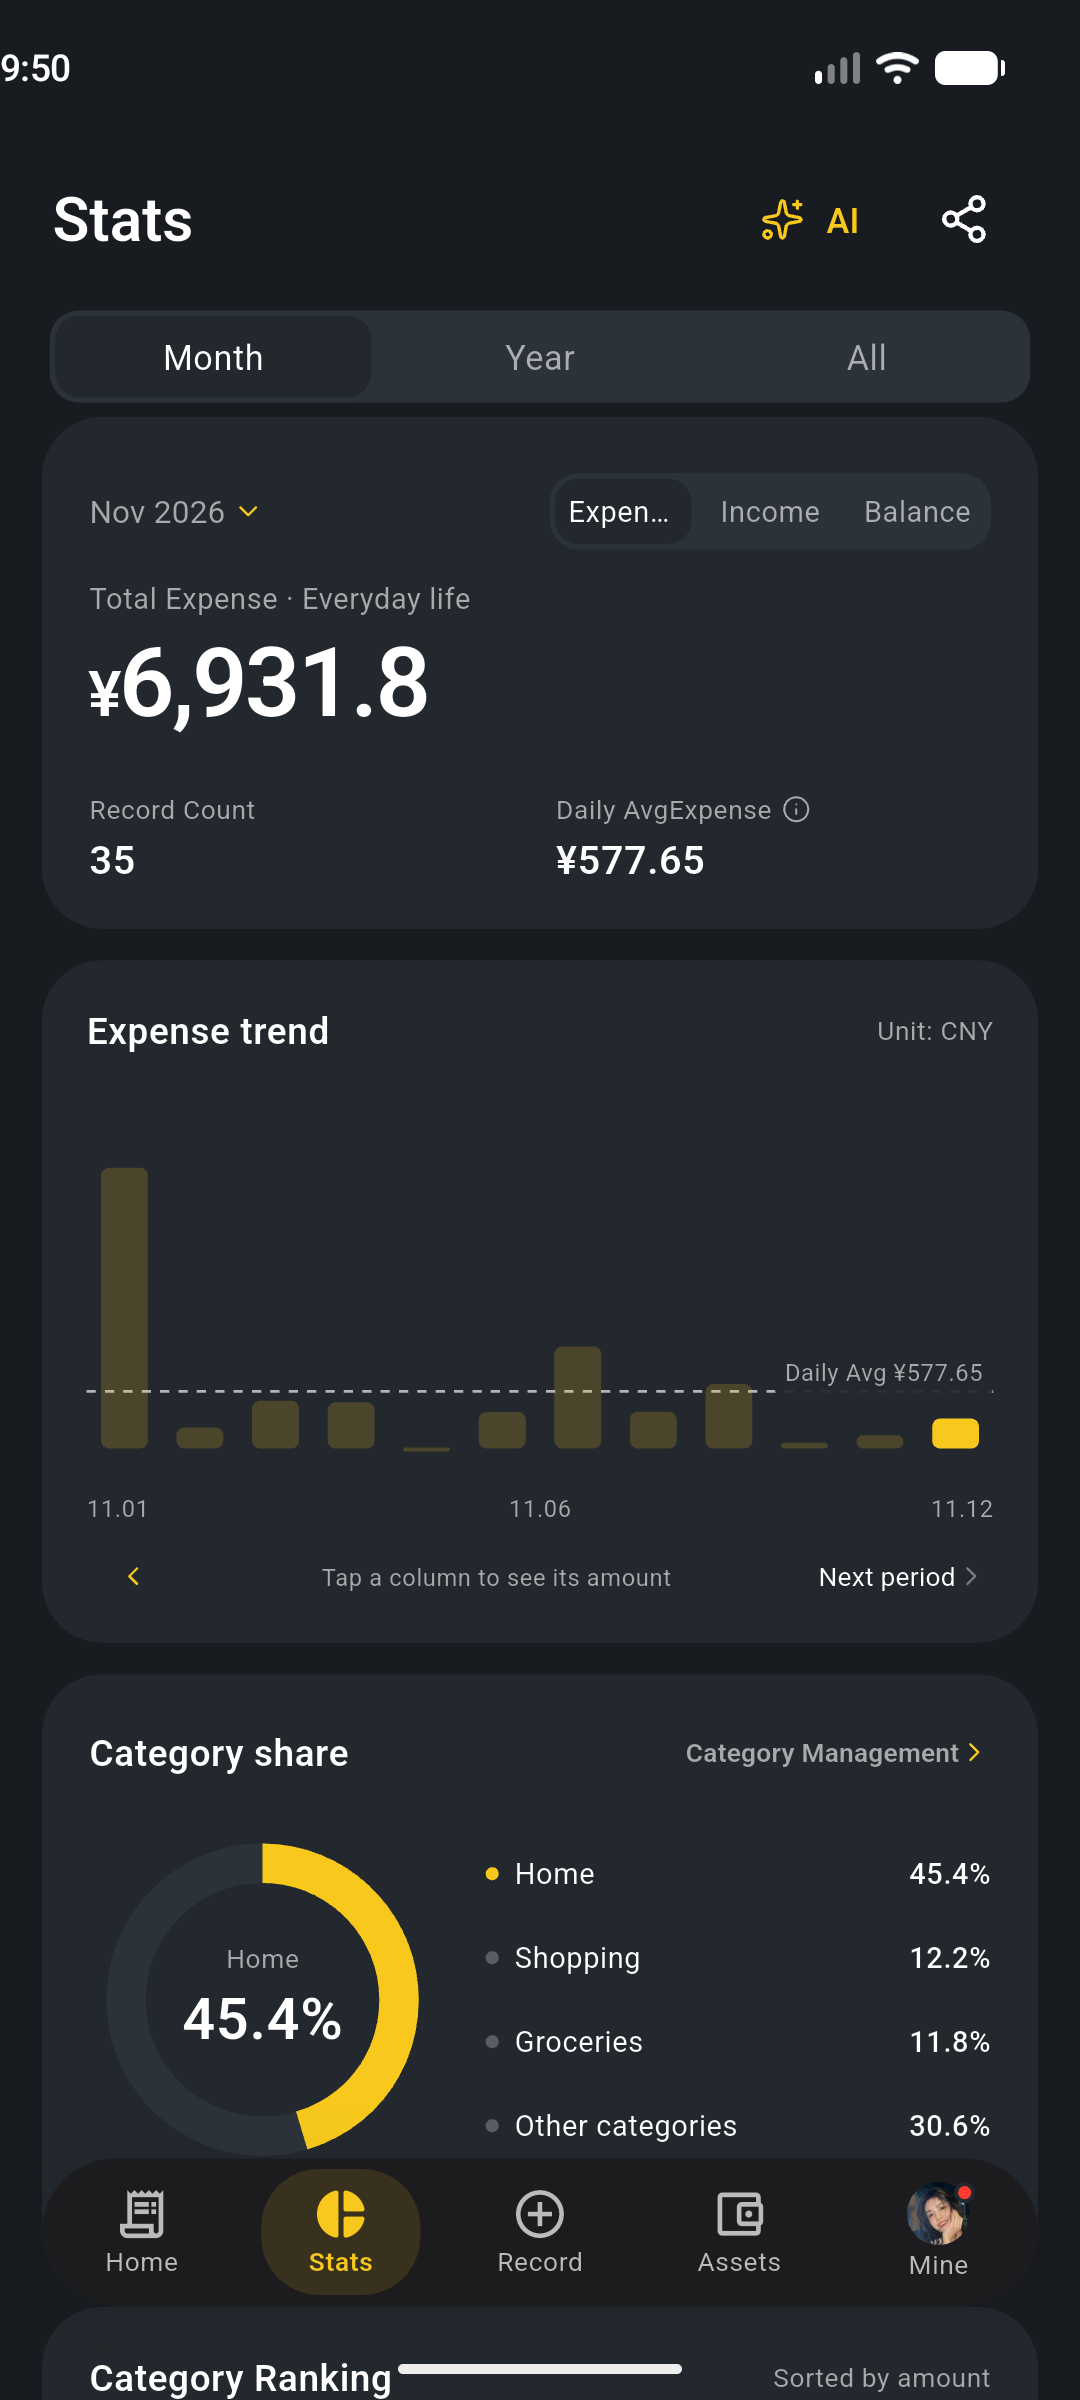 9:50
Stats
AI
Month Year All
Nov 2026
Expen... Income Balance
Total Expense · Everyday life
¥6,931.8
Record Count Daily AvgExpense
35 ¥577.65
Expense trend Unit: CNY
Daily Avg ¥577.65
11.01 11.06 11.12
Tap a column to see its amount Next period
Category share Category Management
Home
45.4%
Home 45.4%
Shopping 12.2%
Groceries 11.8%
Other categories 30.6%
Home Stats Record Assets Mine
Category Ranking Sorted by amount